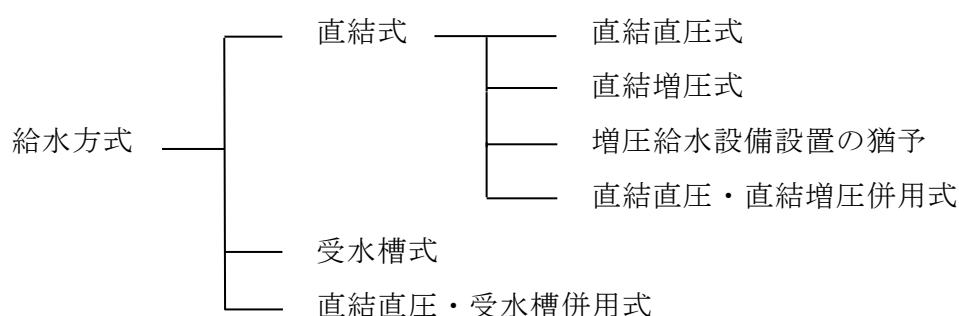 直結式
直結直圧式
直結増圧式
給水方式
増圧給水設備設置の猶予
直結直圧・直結増圧併用式
受水槽式
直結直圧・受水槽併用式